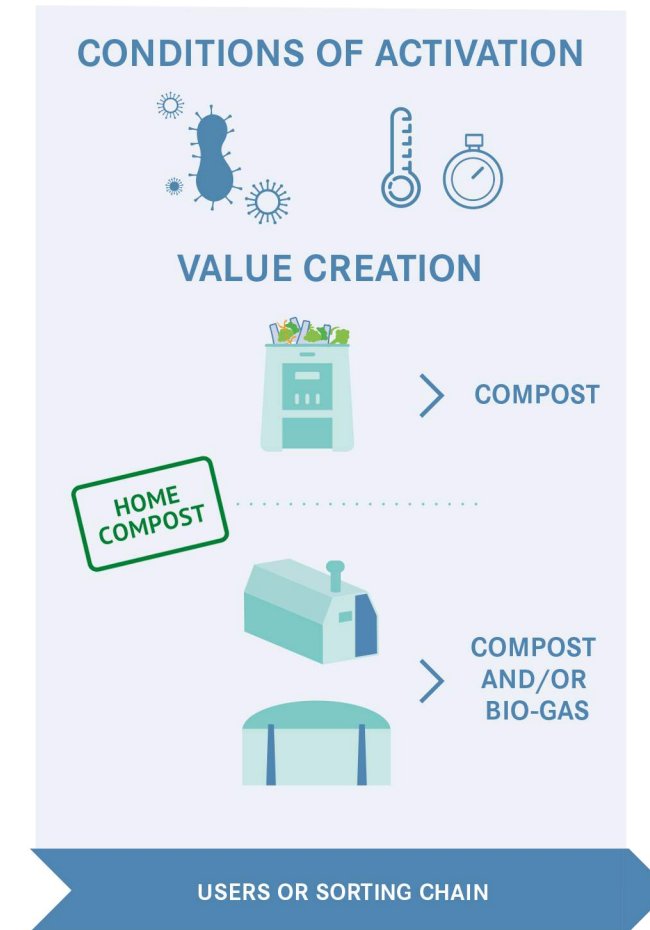 CONDITIONS OF ACTIVATION
VALUE CREATION
COMPOST
HOME
COMPOST
COMPOST
AND/OR
BIO-GAS
USERS OR SORTING CHAIN